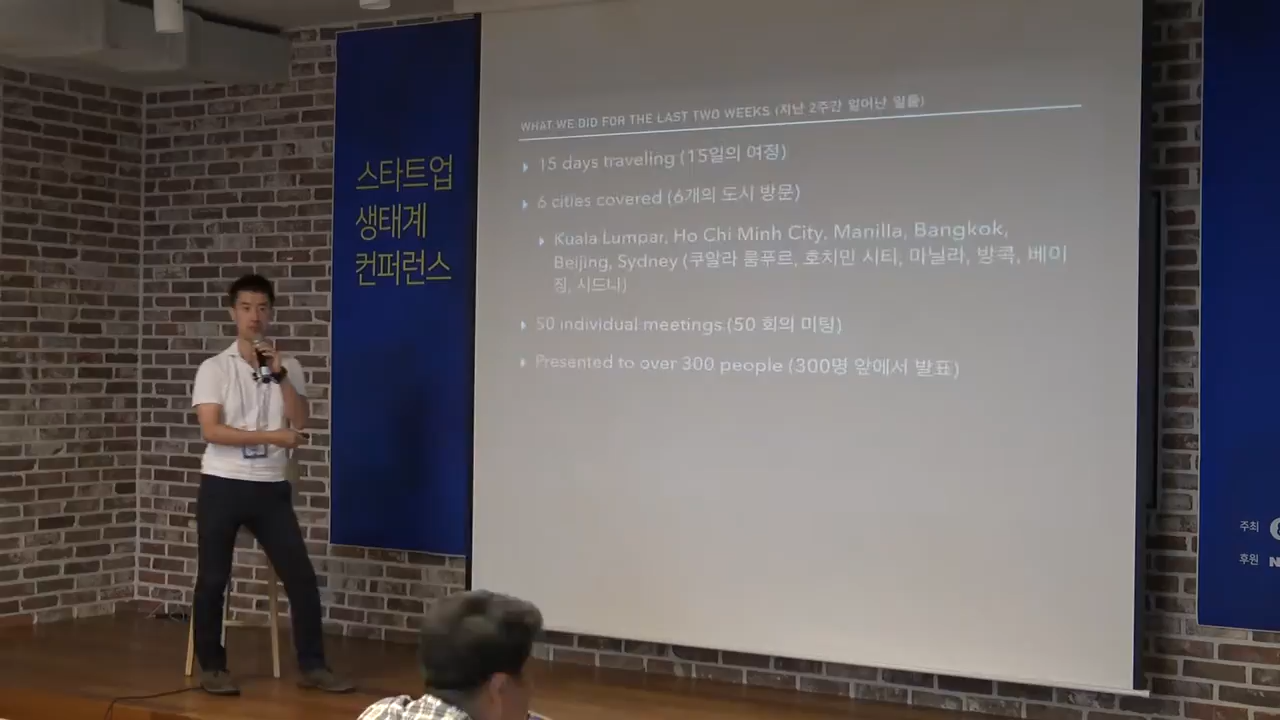 스타트업
생태계
컨퍼런스
WHAT WE DID FOR THE LAST TWO WEEKS (지난 2주간 일어난 일들)
15 days traveling (15일의 여정)
6 cities covered (6개의 도시 방문)
Kuala Lumpar, Ho Chi Minh City, Manilla, Bangkok,
Beijing, Sydney (쿠알라 룸푸르, 호치민 시티, 마닐라, 방콕, 베이
징, 시드니)
50 individual meetings (50 회의 미팅)
Presented to over 300 people (300명 앞에서 발표)
주최
후원 N